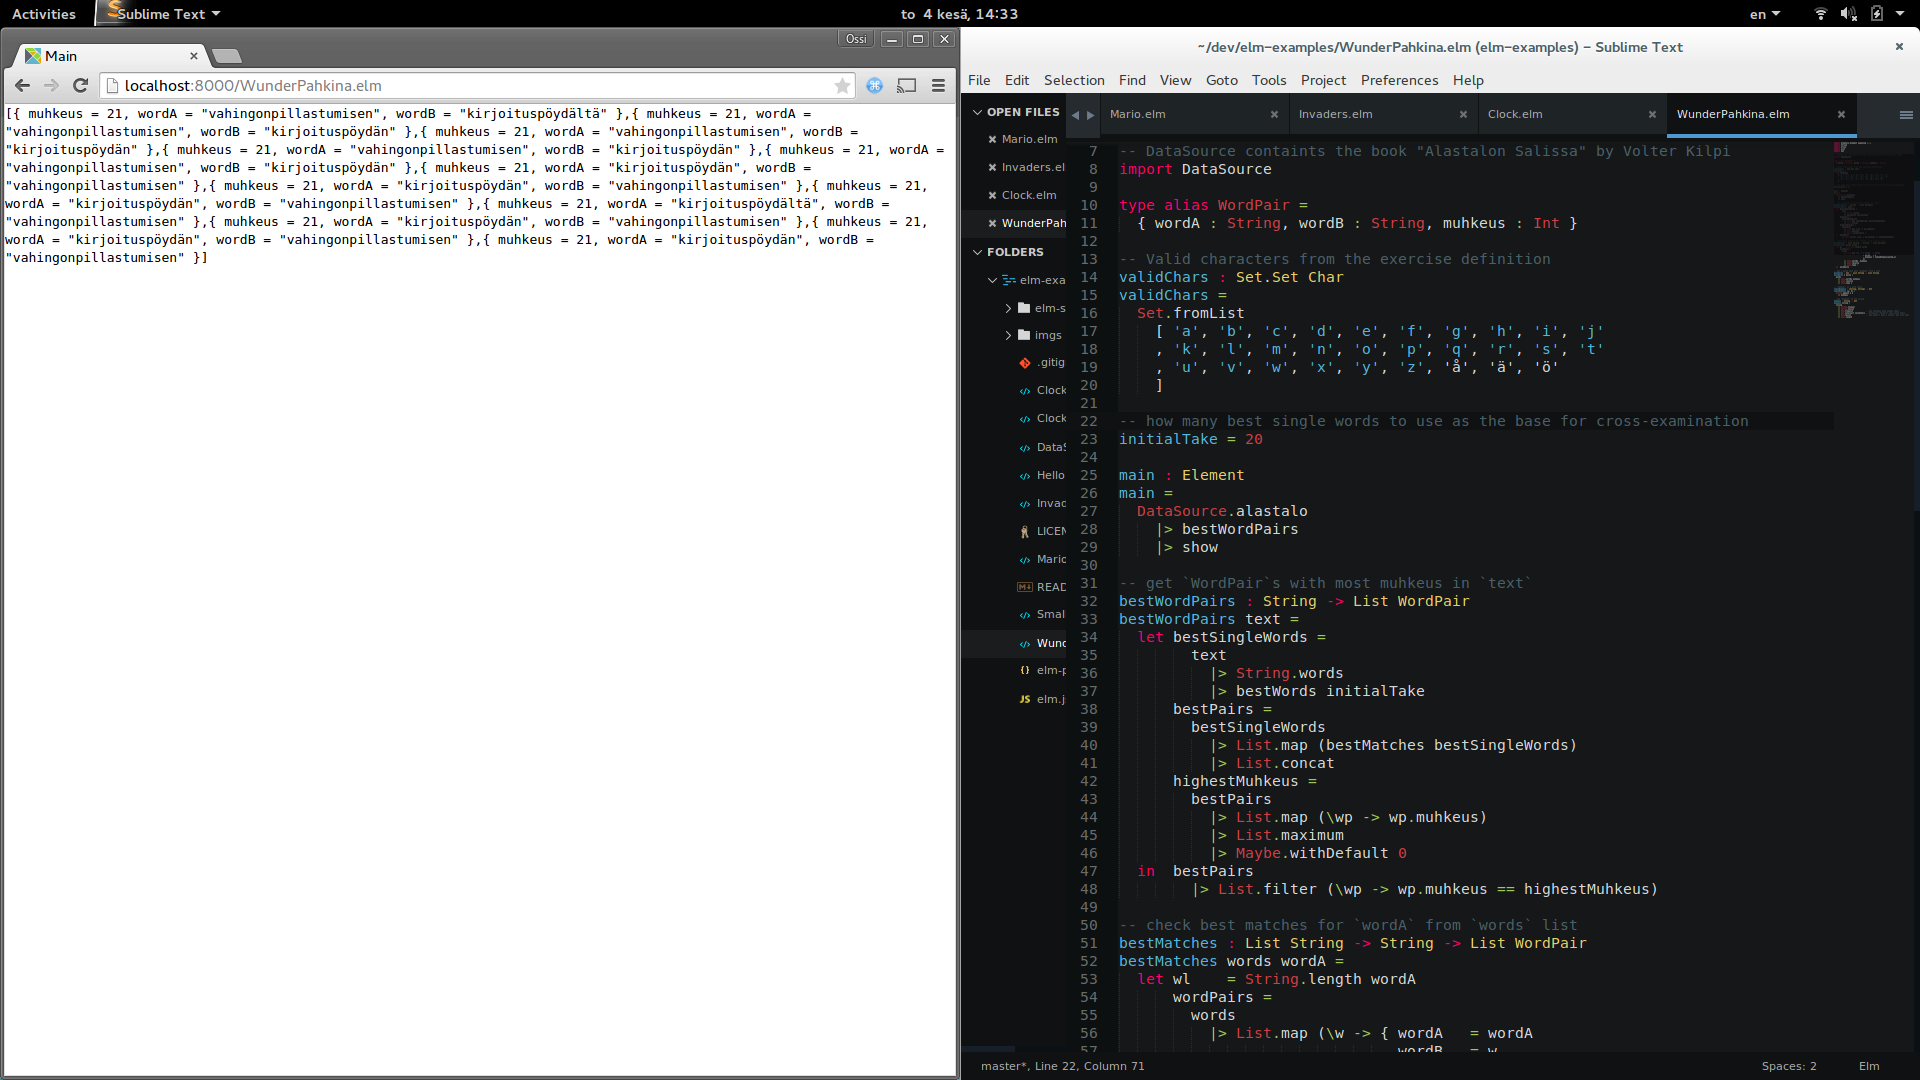 Activities
Sublime Text
to 4 kesä, 14:33
en
Ossi
Main
localhost:8000/WunderPahkina.elm
[{ muhkeus = 21, wordA = "vahingonpillastumisen", wordB = "kirjoituspöydältä" },{ muhkeus = 21, wordA =
"vahingonpillastumisen", wordB = "kirjoituspöydän" },{ muhkeus = 21, wordA = "vahingonpillastumisen", wordB =
"kirjoituspöydän" },{ muhkeus = 21, wordA = "vahingonpillastumisen", wordB = "kirjoituspöydän" },{ muhkeus = 21, wordA =
"vahingonpillastumisen", wordB = "kirjoituspöydän" },{ muhkeus = 21, wordA = "kirjoituspöydän", wordB =
"vahingonpillastumisen" },{ muhkeus = 21, wordA = "kirjoituspöydän", wordB = "vahingonpillastumisen" },{ muhkeus = 21,
wordA = "kirjoituspöydän", wordB = "vahingonpillastumisen" },{ muhkeus = 21, wordA = "kirjoituspöydältä", wordB =
"vahingonpillastumisen" },{ muhkeus = 21, wordA = "kirjoituspöydän", wordB = "vahingonpillastumisen" },{ muhkeus = 21,
wordA = "kirjoituspöydän", wordB = "vahingonpillastumisen" },{ muhkeus = 21, wordA = "kirjoituspöydän", wordB =
"vahingonpillastumisen" }]
~/dev/elm-examples/WunderPahkina.elm (elm-examples) - Sublime Text
File Edit Selection Find View Goto Tools Project Preferences Help
OPEN FILES
Mario.elm
Invaders.el
Clock.elm
WunderPah
FOLDERS
elm-exa
elm-s
imgs
.gitig
Clock
Clock
DataS
Hello
Invad
LICEN
Mario
READ
Smal
Wund
elm-p
elm.js
Mario.elm
Invaders.elm
Clock.elm
WunderPahkina.elm
7 -- DataSource containts the book "Alastalon Salissa" by Volter Kilpi
8 import DataSource
9
10 type alias WordPair =
11 { wordA : String, wordB : String, muhkeus : Int }
12
13 -- Valid characters from the exercise definition
14 validChars : Set.Set Char
15 validChars =
16 Set.fromList
17 [ 'a', 'b', 'c', 'd', 'e', 'f', 'g', 'h', 'i', 'j'
18 , 'k', 'l', 'm', 'n', 'o', 'p', 'q', 'r', 's', 't'
19 , 'u', 'v', 'w', 'x', 'y', 'z', 'å', 'ä', 'ö'
20 ]
21
22 -- how many best single words to use as the base for cross-examination
23 initialTake = 20
24
25 main : Element
26 main =
27 DataSource.alastalo
28 |> bestWordPairs
29 |> show
30
31 -- get `WordPair`s with most muhkeus in `text`
32 bestWordPairs : String -> List WordPair
33 bestWordPairs text =
34 let bestSingleWords =
35 text
36 |> String.words
37 |> bestWords initialTake
38 bestPairs =
39 bestSingleWords
40 |> List.map (bestMatches bestSingleWords)
41 |> List.concat
42 highestMuhkeus =
43 bestPairs
44 |> List.map (\wp -> wp.muhkeus)
45 |> List.maximum
46 |> Maybe.withDefault 0
47 in bestPairs
48 |> List.filter (\wp -> wp.muhkeus == highestMuhkeus)
49
50 -- check best matches for `wordA` from `words` list
51 bestMatches : List String -> String -> List WordPair
52 bestMatches words wordA =
53 let wl = String.length wordA
54 wordPairs =
55 words
56 |> List.map (\w -> { wordA = wordA
57 wordB = w
master*, Line 22, Column 71
Spaces: 2
Elm